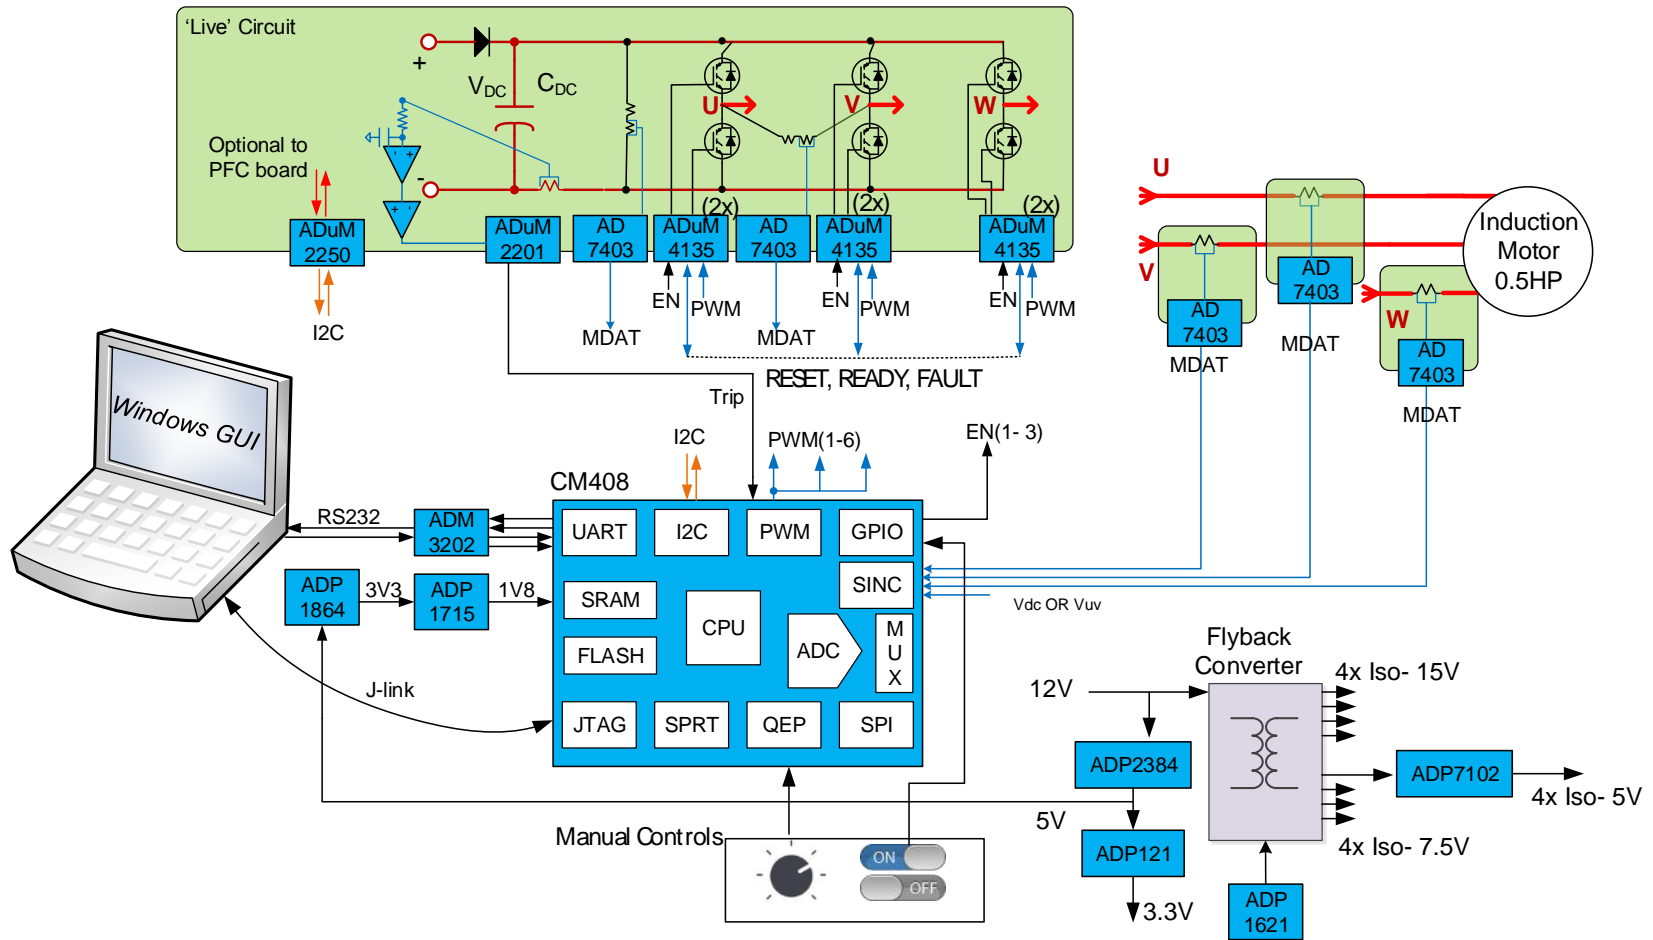 'Live' Circuit
+
VDC
CDC
U
V
W
Optional to
PFC board
-
- +
+ -
(2x)
(2x)
(2x)
ADuM
2250
ADuM
2201
AD
7403
ADuM
4135
AD
7403
ADuM
4135
ADuM
4135
I2C
MDAT
EN
PWM
MDAT
EN
PWM
EN
PWM
RESET, READY, FAULT
Trip
U
V
W
Induction
Motor
0.5HP
AD
7403
MDAT
AD
7403
MDAT
AD
7403
MDAT
Windows GUI
RS232
ADM
3202
ADP
1864
3V3
ADP
1715
1V8
J-link
I2C
PWM(1-6)
EN(1- 3)
CM408
UART
I2C
PWM
GPIO
SINC
SRAM
CPU
ADC
M
U
X
FLASH
JTAG
SPRT
QEP
SPI
Vdc OR Vuv
Manual Controls
ON
OFF
12V
ADP2384
5V
ADP121
3.3V
Flyback
Converter
4x Iso- 15V
ADP7102
4x Iso- 5V
4x Iso- 7.5V
ADP
1621